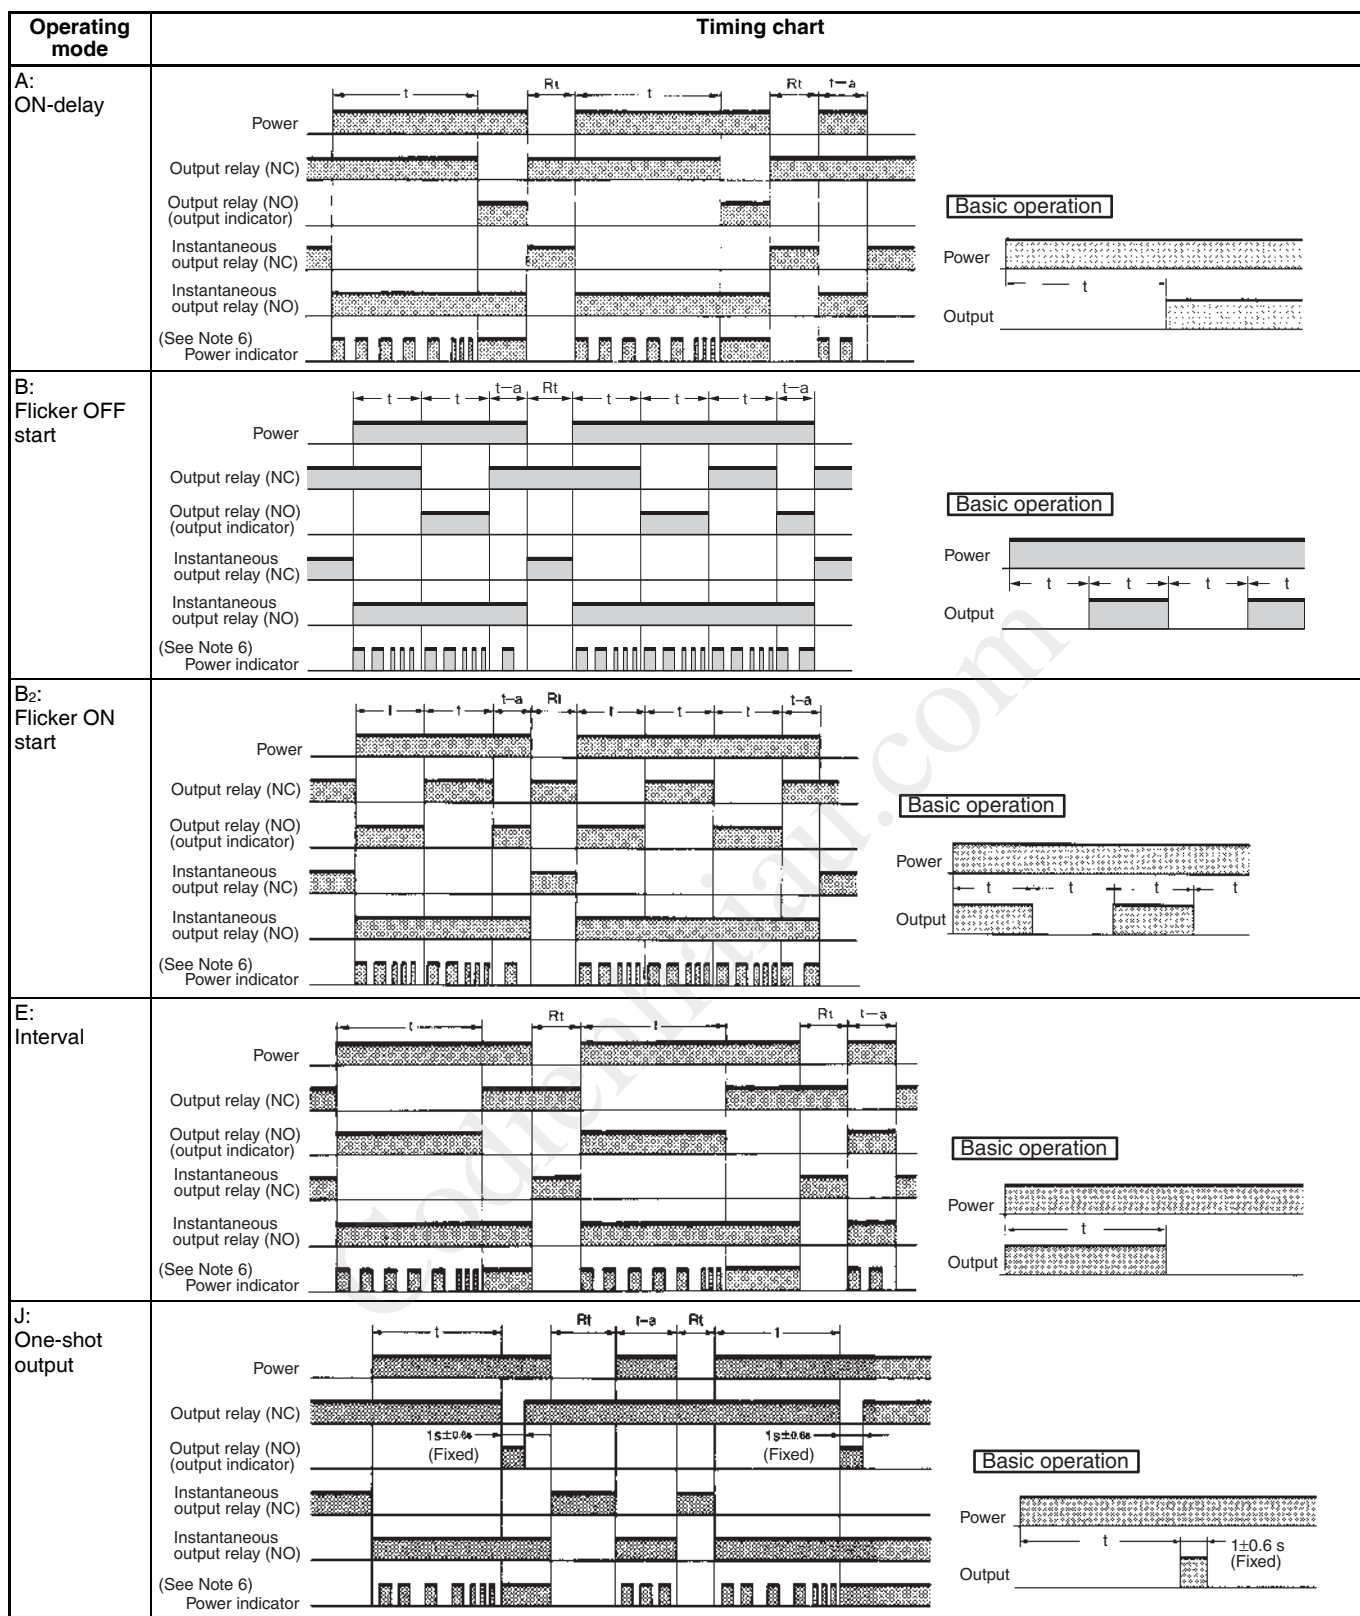 Operating mode
Timing chart
A:
ON-delay
t
Rt
t
Rt
t–a
Power
Output relay (NC)
Output relay (NO)
(output indicator)
Instantaneous
output relay (NC)
Instantaneous
output relay (NO)
(See Note 6)
Power indicator
Basic operation
Power
t
Output
B:
Flicker OFF
start
t
t
t–a
Rt
t
t
t
t–a
Power
Output relay (NC)
Output relay (NO)
(output indicator)
Instantaneous
output relay (NC)
Instantaneous
output relay (NO)
(See Note 6)
Power indicator
Basic operation
Power
t
t
t
t
Output
B2:
Flicker ON
start
t
t
t–a
Rt
t
t
t
t–a
Power
Output relay (NC)
Output relay (NO)
(output indicator)
Instantaneous
output relay (NC)
Instantaneous
output relay (NO)
(See Note 6)
Power indicator
Basic operation
Power
t
t
t
t
Output
E:
Interval
t
Rt
t
Rt
t–a
Power
Output relay (NC)
Output relay (NO)
(output indicator)
Instantaneous
output relay (NC)
Instantaneous
output relay (NO)
(See Note 6)
Power indicator
Basic operation
Power
t
Output
J:
One-shot
output
t
Rt
t–a
Rt
t
Power
Output relay (NC)
1s±0.6s
(Fixed)
1s±0.6s
(Fixed)
Output relay (NO)
(output indicator)
Instantaneous
output relay (NC)
Instantaneous
output relay (NO)
(See Note 6)
Power indicator
Basic operation
Power
t
1±0.6 s
(Fixed)
Output
Codienhaiau.com